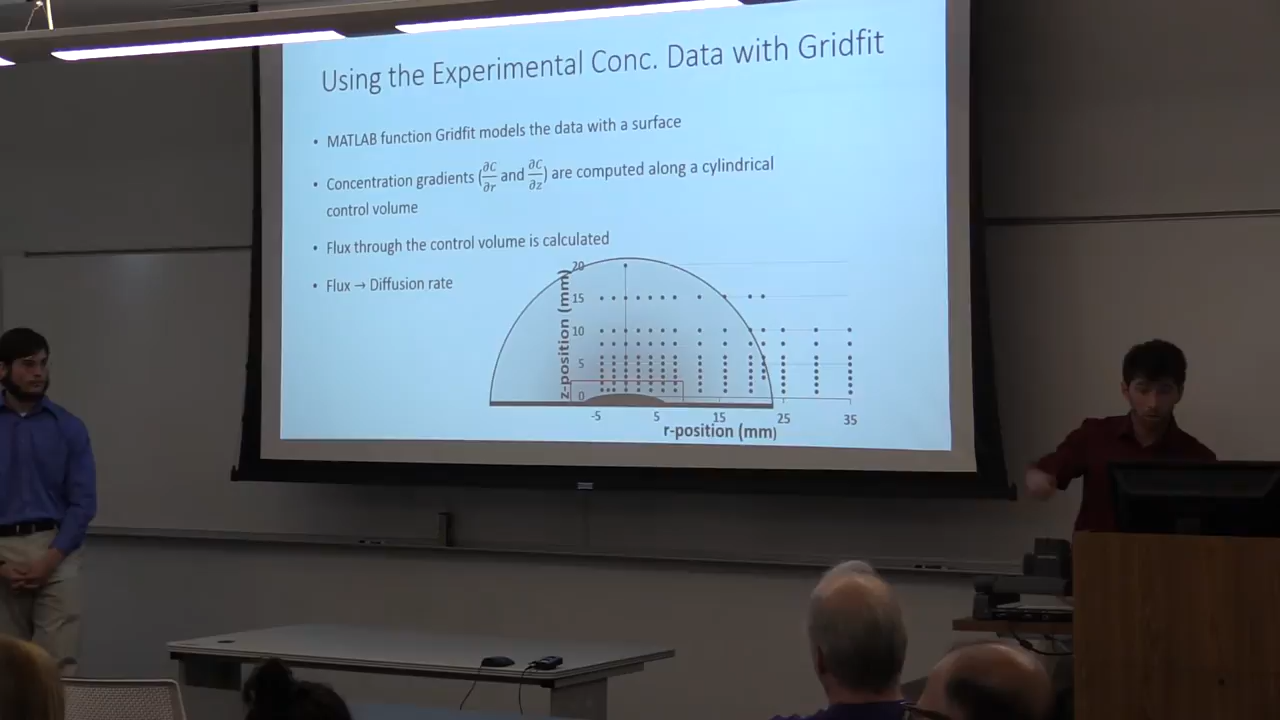 Using the Experimental Conc. Data with Gridfit
• MATLAB function Gridfit models the data with a surface
• Concentration gradients (∂C/∂r and ∂C/∂z) are computed along a cylindrical
control volume
• Flux through the control volume is calculated
• Flux → Diffusion rate
z-position (mm)
20
15
10
5
0
-5 5 15 25 35
r-position (mm)